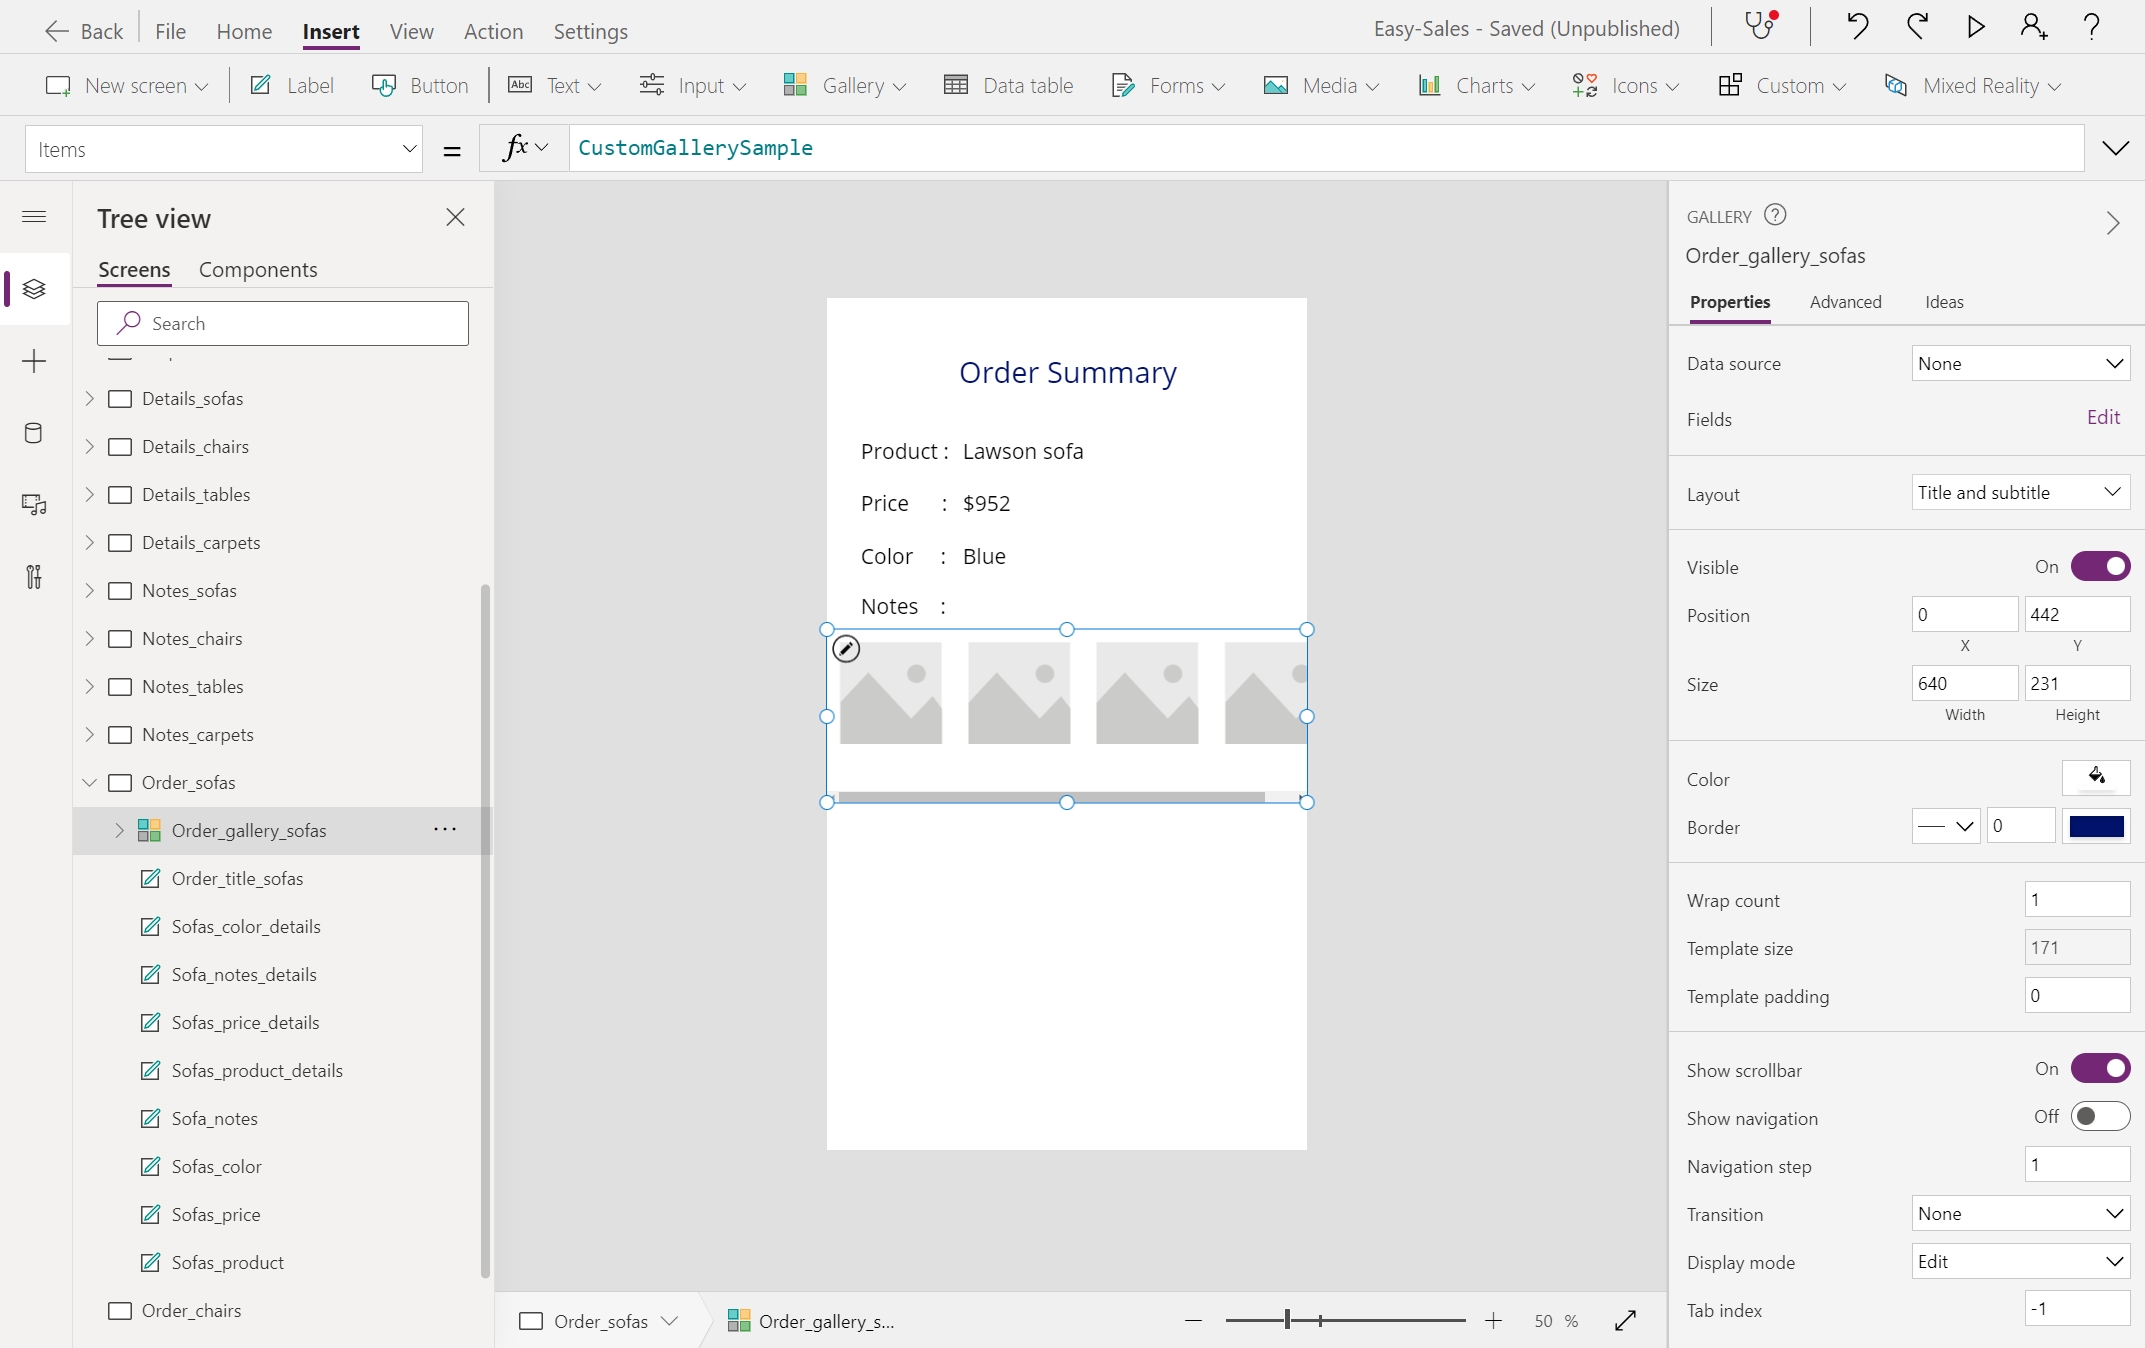 Back File Home Insert View Action Settings Easy-Sales - Saved (Unpublished)
New screen Label Button Abc Text Input Gallery Data table Forms Media Charts Icons Custom Mixed Reality
Items = fx CustomGallerySample
Tree view
Screens Components
Search
Details_sofas
Details_chairs
Details_tables
Details_carpets
Notes_sofas
Notes_chairs
Notes_tables
Notes_carpets
Order_sofas
Order_gallery_sofas
Order_title_sofas
Sofas_color_details
Sofa_notes_details
Sofas_price_details
Sofas_product_details
Sofa_notes
Sofas_color
Sofas_price
Sofas_product
Order_chairs
Order Summary
Product : Lawson sofa
Price : $952
Color : Blue
Notes :
Order_sofas Order_gallery_s... 50 %
GALLERY ?
Order_gallery_sofas
Properties Advanced Ideas
Data source None
Fields Edit
Layout Title and subtitle
Visible On
Position 0 442
X Y
Size 640 231
Width Height
Color
Border 0
Wrap count 1
Template size 171
Template padding 0
Show scrollbar On
Show navigation Off
Navigation step 1
Transition None
Display mode Edit
Tab index -1